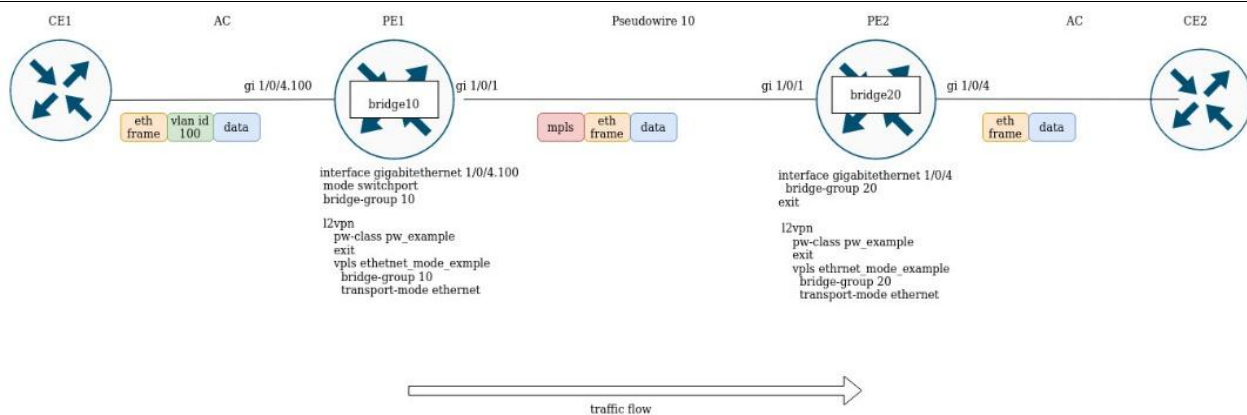 CE1
AC
PE1
Pseudowire 10
PE2
AC
CE2
gi 1/0/4.100
bridge10
gi 1/0/1
gi 1/0/1
bridge20
gi 1/0/4
eth frame
vlan id 100
data
mpls
eth frame
data
eth frame
data
interface gigabitethernet 1/0/4.100
mode switchport
bridge-group 10
l2vpn
pw-class pw_example
exit
vpls ethetnet_mode_exmple
bridge-group 10
transport-mode ethernet
interface gigabitethernet 1/0/4
bridge-group 20
exit
l2vpn
pw-class pw_example
exit
vpls ethrnet_mode_example
bridge-group 20
transport-mode ethernet
traffic flow